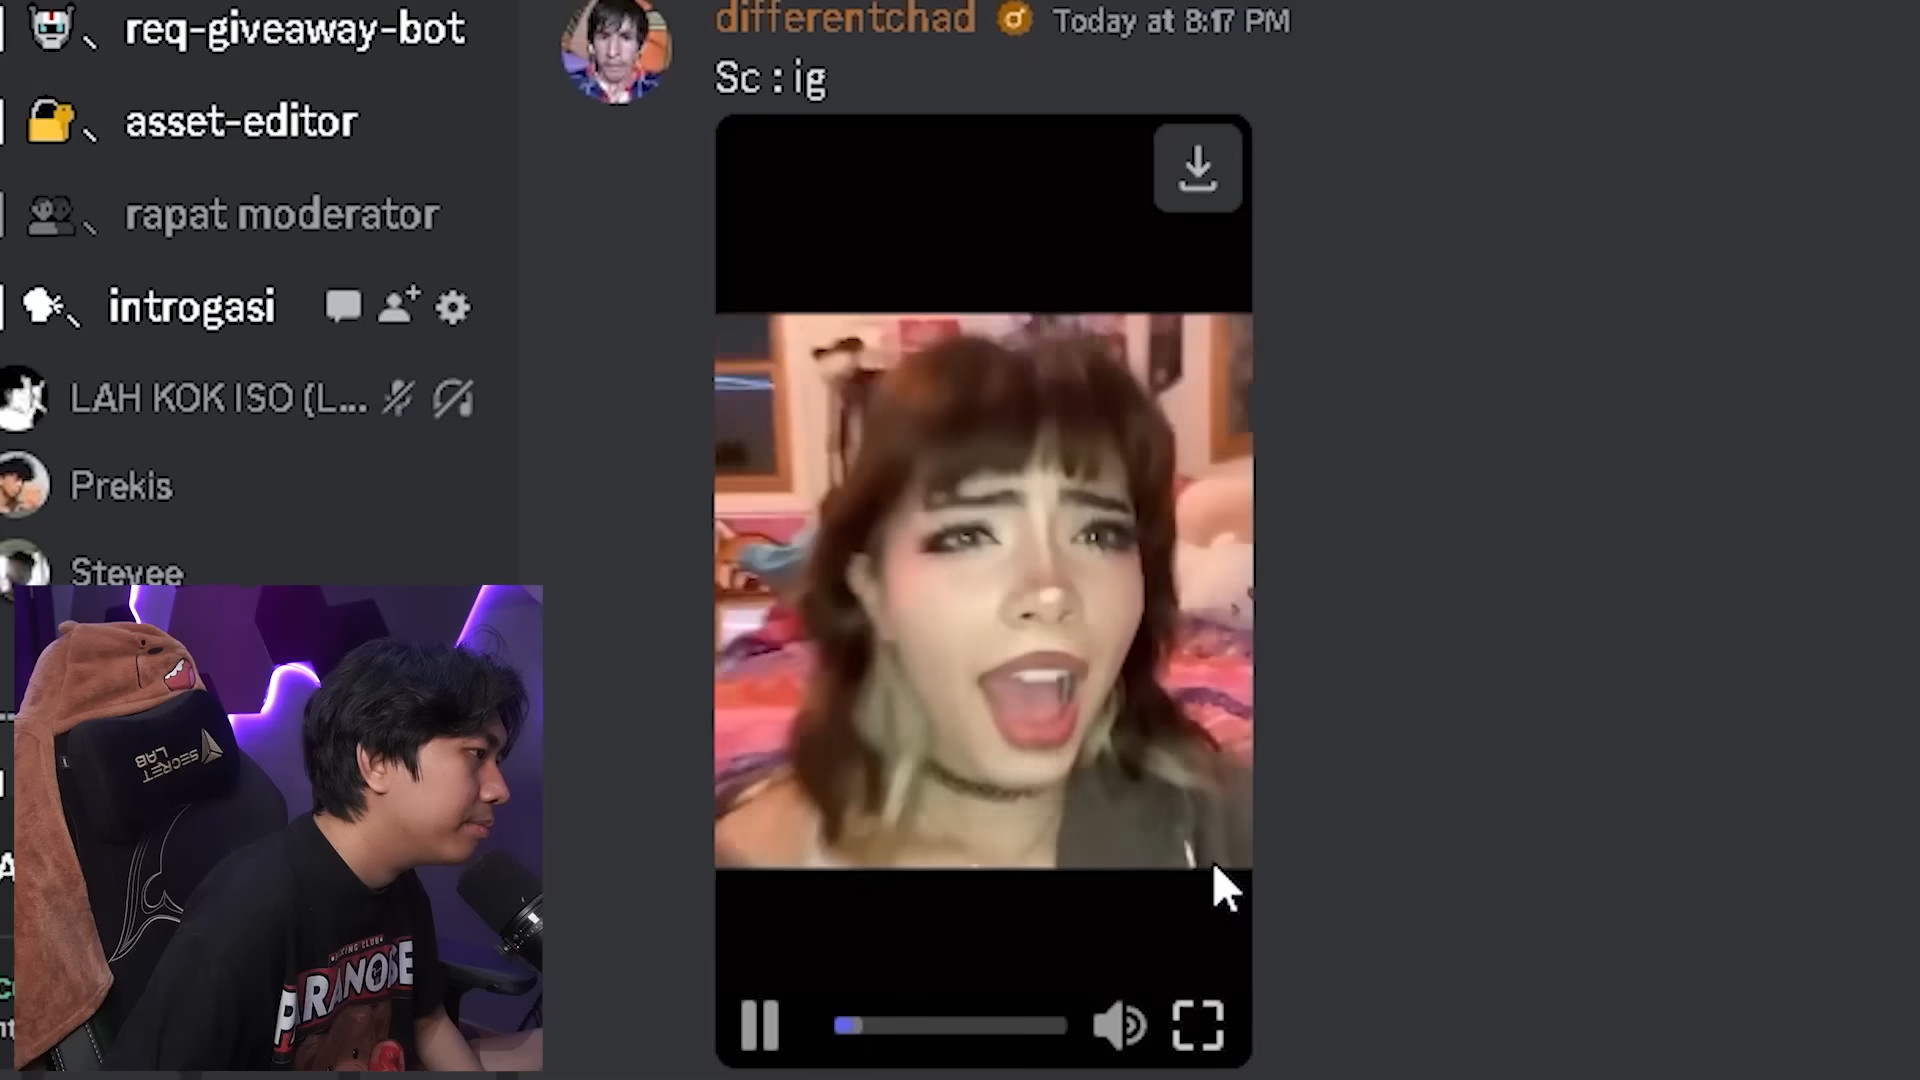 req-giveaway-bot
asset-editor
rapat moderator
introgasi
LAH KOK ISO (L...
Prekis
Stevee
differentchad Today at 8:17 PM
Sc : ig
SECRET
LAB
PARANOISE